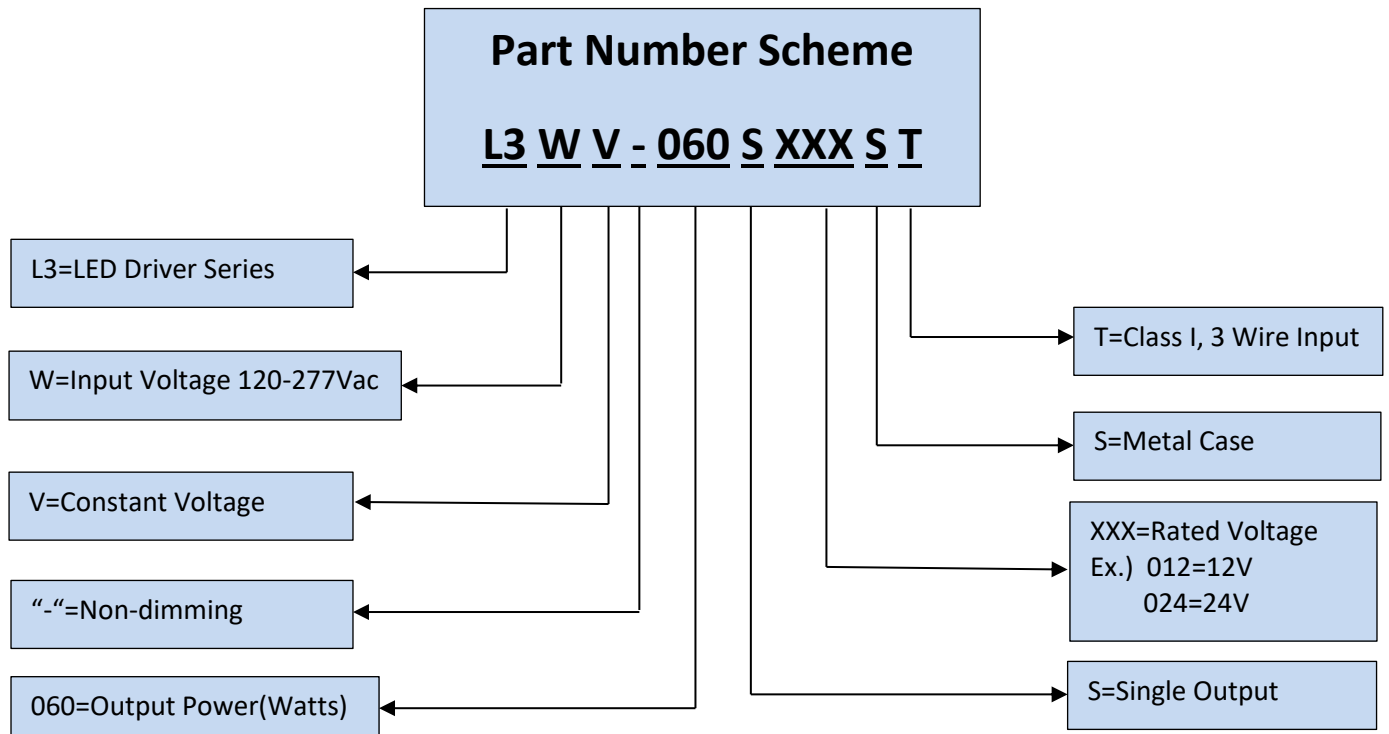 Part Number Scheme
L3 W V - 060 S XXX S T
L3=LED Driver Series
W=Input Voltage 120-277Vac
V=Constant Voltage
“-“=Non-dimming
060=Output Power(Watts)
T=Class I, 3 Wire Input
S=Metal Case
XXX=Rated Voltage
Ex.) 012=12V
024=24V
S=Single Output